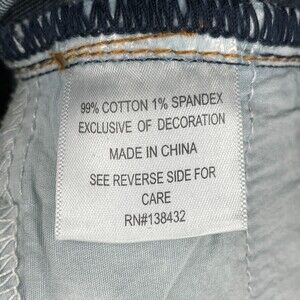 99% COTTON 1% SPANDEX
EXCLUSIVE OF DECORATION
MADE IN CHINA
SEE REVERSE SIDE FOR
CARE
RN#138432